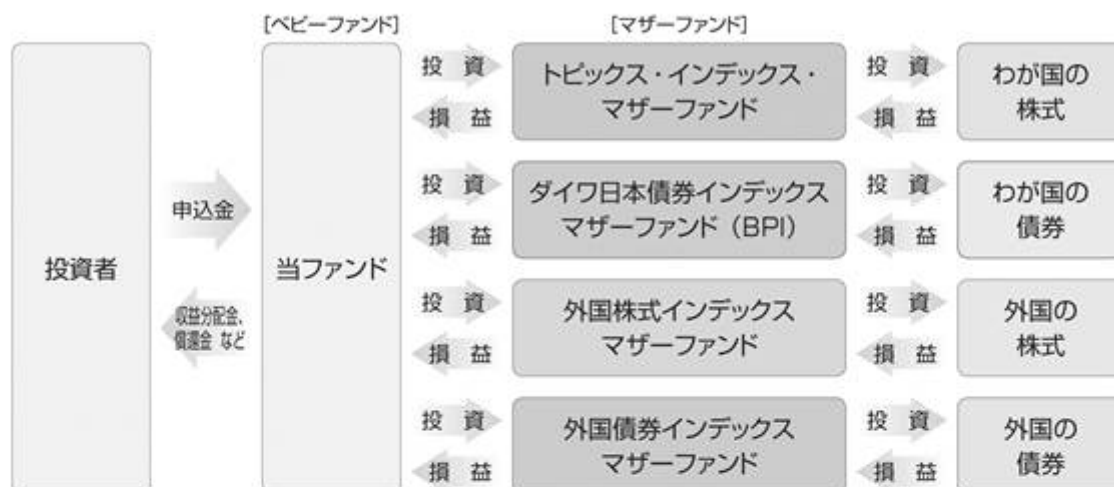 [ベビーファンド]
[マザーファンド]
投資者
申込金
収益分配金、
償還金 など
当ファンド
投 資
損 益
トピックス・インデックス・
マザーファンド
投 資
損 益
わが国の
株式
投 資
損 益
ダイワ日本債券インデックス
マザーファンド（BPI）
投 資
損 益
わが国の
債券
投 資
損 益
外国株式インデックス
マザーファンド
投 資
損 益
外国の
株式
投 資
損 益
外国債券インデックス
マザーファンド
投 資
損 益
外国の
債券